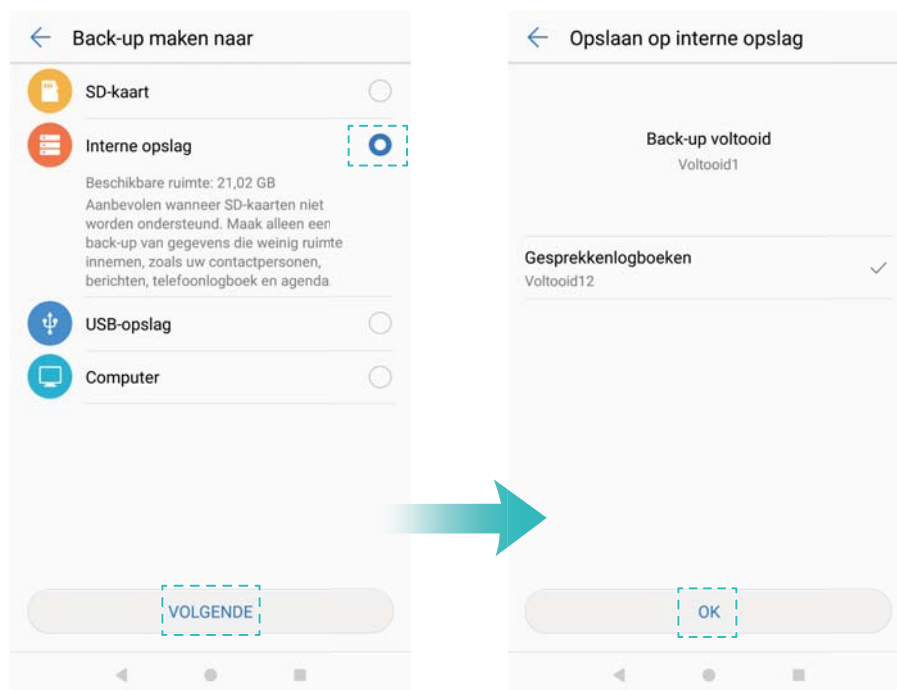 Back-up maken naar
SD-kaart
Interne opslag
Beschikbare ruimte: 21,02 GB
Aanbevolen wanneer SD-kaarten niet
worden ondersteund. Maak alleen een
back-up van gegevens die weinig ruimte
innemen, zoals uw contactpersonen,
berichten, telefoonlogboek en agenda.
USB-opslag
Computer
VOLGENDE
Opslaan op interne opslag
Back-up voltooid
Voltooid1
Gesprekkenlogboeken
Voltooid12
OK